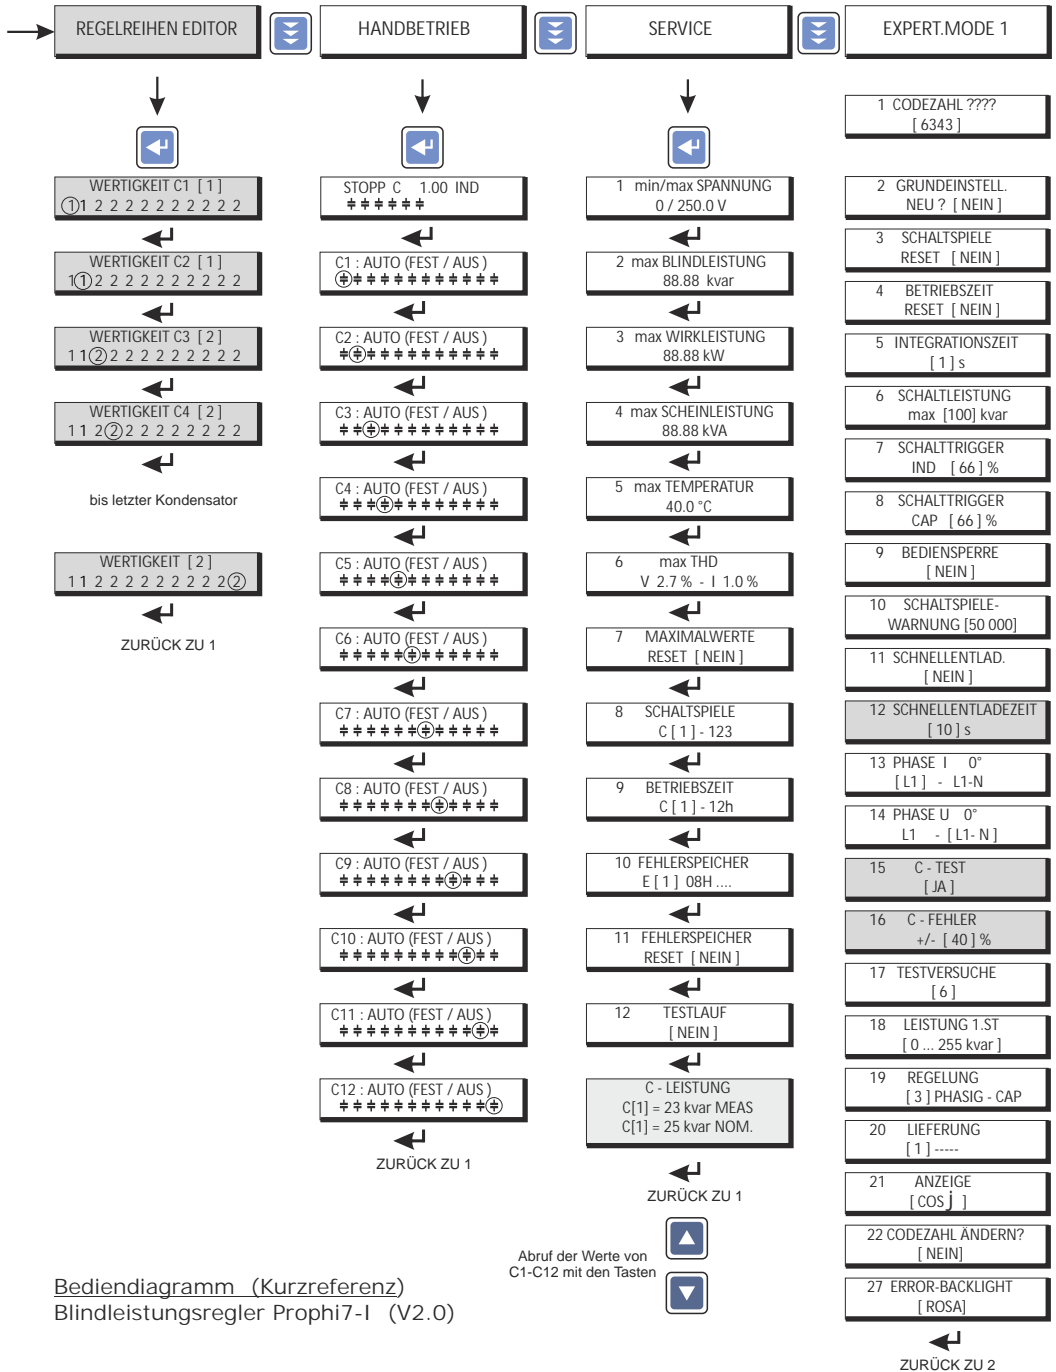 REGELREIHEN EDITOR
WERTIGKEIT C1 [ 1 ]
1 1 2 2 2 2 2 2 2 2 2 2
WERTIGKEIT C2 [ 1 ]
1 1 2 2 2 2 2 2 2 2 2 2
WERTIGKEIT C3 [ 2 ]
1 1 2 2 2 2 2 2 2 2 2 2
WERTIGKEIT C4 [ 2 ]
1 1 2 2 2 2 2 2 2 2 2 2
bis letzter Kondensator
WERTIGKEIT [ 2 ]
1 1 2 2 2 2 2 2 2 2 2 2
ZURÜCK ZU 1
HANDBETRIEB
STOPP C 1.00 IND
C1 : AUTO (FEST / AUS )
C2 : AUTO (FEST / AUS )
C3 : AUTO (FEST / AUS )
C4 : AUTO (FEST / AUS )
C5 : AUTO (FEST / AUS )
C6 : AUTO (FEST / AUS )
C7 : AUTO (FEST / AUS )
C8 : AUTO (FEST / AUS )
C9 : AUTO (FEST / AUS )
C10 : AUTO (FEST / AUS )
C11 : AUTO (FEST / AUS )
C12 : AUTO (FEST / AUS )
ZURÜCK ZU 1
SERVICE
1 min/max SPANNUNG
0 / 250.0 V
2 max BLINDLEISTUNG
88.88 kvar
3 max WIRKLEISTUNG
88.88 kW
4 max SCHEINLEISTUNG
88.88 kVA
5 max TEMPERATUR
40.0 °C
6 max THD
V 2.7 % - I 1.0 %
7 MAXIMALWERTE
RESET [ NEIN ]
8 SCHALTSPIELE
C [ 1 ] - 123
9 BETRIEBSZEIT
C [ 1 ] - 12h
10 FEHLERSPEICHER
E [ 1 ] 08H ....
11 FEHLERSPEICHER
RESET [ NEIN ]
12 TESTLAUF
[ NEIN ]
C - LEISTUNG
C[1] = 23 kvar MEAS
C[1] = 25 kvar NOM.
ZURÜCK ZU 1
Abruf der Werte von
C1-C12 mit den Tasten
EXPERT.MODE 1
1 CODEZAHL ????
[ 6343 ]
2 GRUNDEINSTELL.
NEU ? [ NEIN ]
3 SCHALTSPIELE
RESET [ NEIN ]
4 BETRIEBSZEIT
RESET [ NEIN ]
5 INTEGRATIONSZEIT
[ 1 ] s
6 SCHALTLEISTUNG
max [100] kvar
7 SCHALTTRIGGER
IND [ 66 ] %
8 SCHALTTRIGGER
CAP [ 66 ] %
9 BEDIENSPERRE
[ NEIN ]
10 SCHALTSPIELE-
WARNUNG [50 000]
11 SCHNELLENTLAD.
[ NEIN ]
12 SCHNELLENTLADEZEIT
[ 10 ] s
13 PHASE I 0°
[ L1 ] - L1-N
14 PHASE U 0°
L1 - [ L1- N ]
15 C - TEST
[ JA ]
16 C - FEHLER
+/- [ 40 ] %
17 TESTVERSUCHE
[ 6 ]
18 LEISTUNG 1.ST
[ 0 ... 255 kvar ]
19 REGELUNG
[ 3 ] PHASIG - CAP
20 LIEFERUNG
[ 1 ] -----
21 ANZEIGE
[ COS j ]
22 CODEZAHL ÄNDERN?
[ NEIN]
27 ERROR-BACKLIGHT
[ ROSA]
ZURÜCK ZU 2
Bediendiagramm (Kurzreferenz)
Blindleistungsregler Prophi7-I (V2.0)